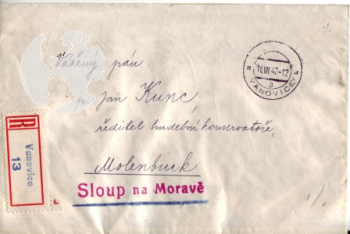 Vážený pán
p. Jan Kunc,
ředitel hudební konservatoře,
Molenburk
Sloup na Moravě
VANOVICE
R
Vanovice
13